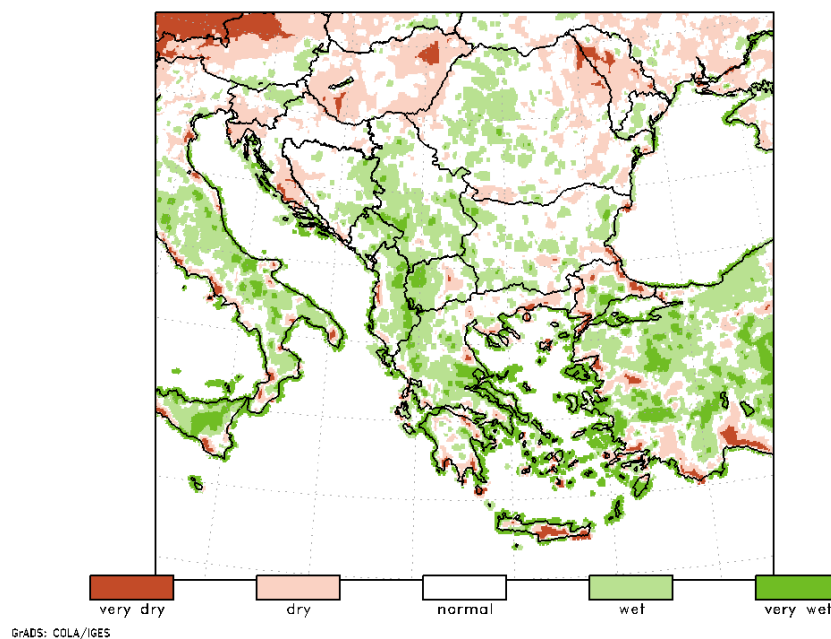 very dry
dry
normal
wet
very wet
GrADS: COLA/IGES